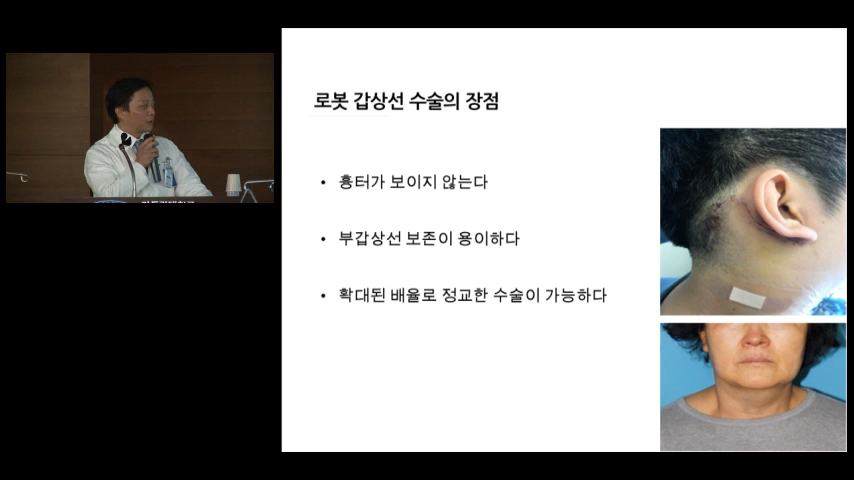 로봇 갑상선 수술의 장점
• 흉터가 보이지 않는다
• 부갑상선 보존이 용이하다
• 확대된 배율로 정교한 수술이 가능하다